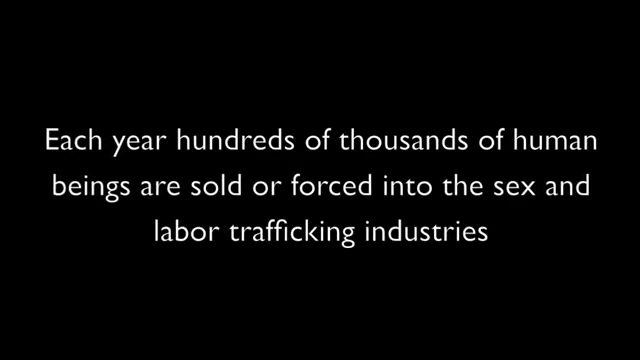 Each year hundreds of thousands of human
beings are sold or forced into the sex and
labor trafficking industries